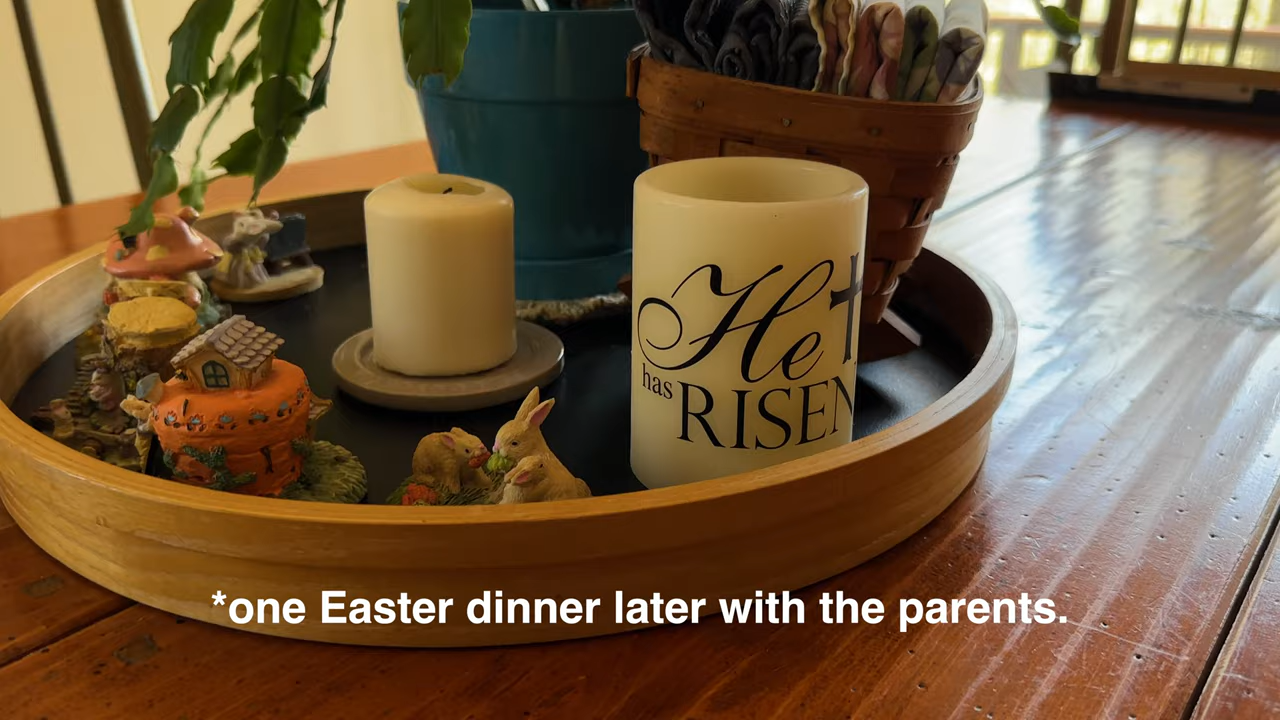 He
has RISEN
*one Easter dinner later with the parents.